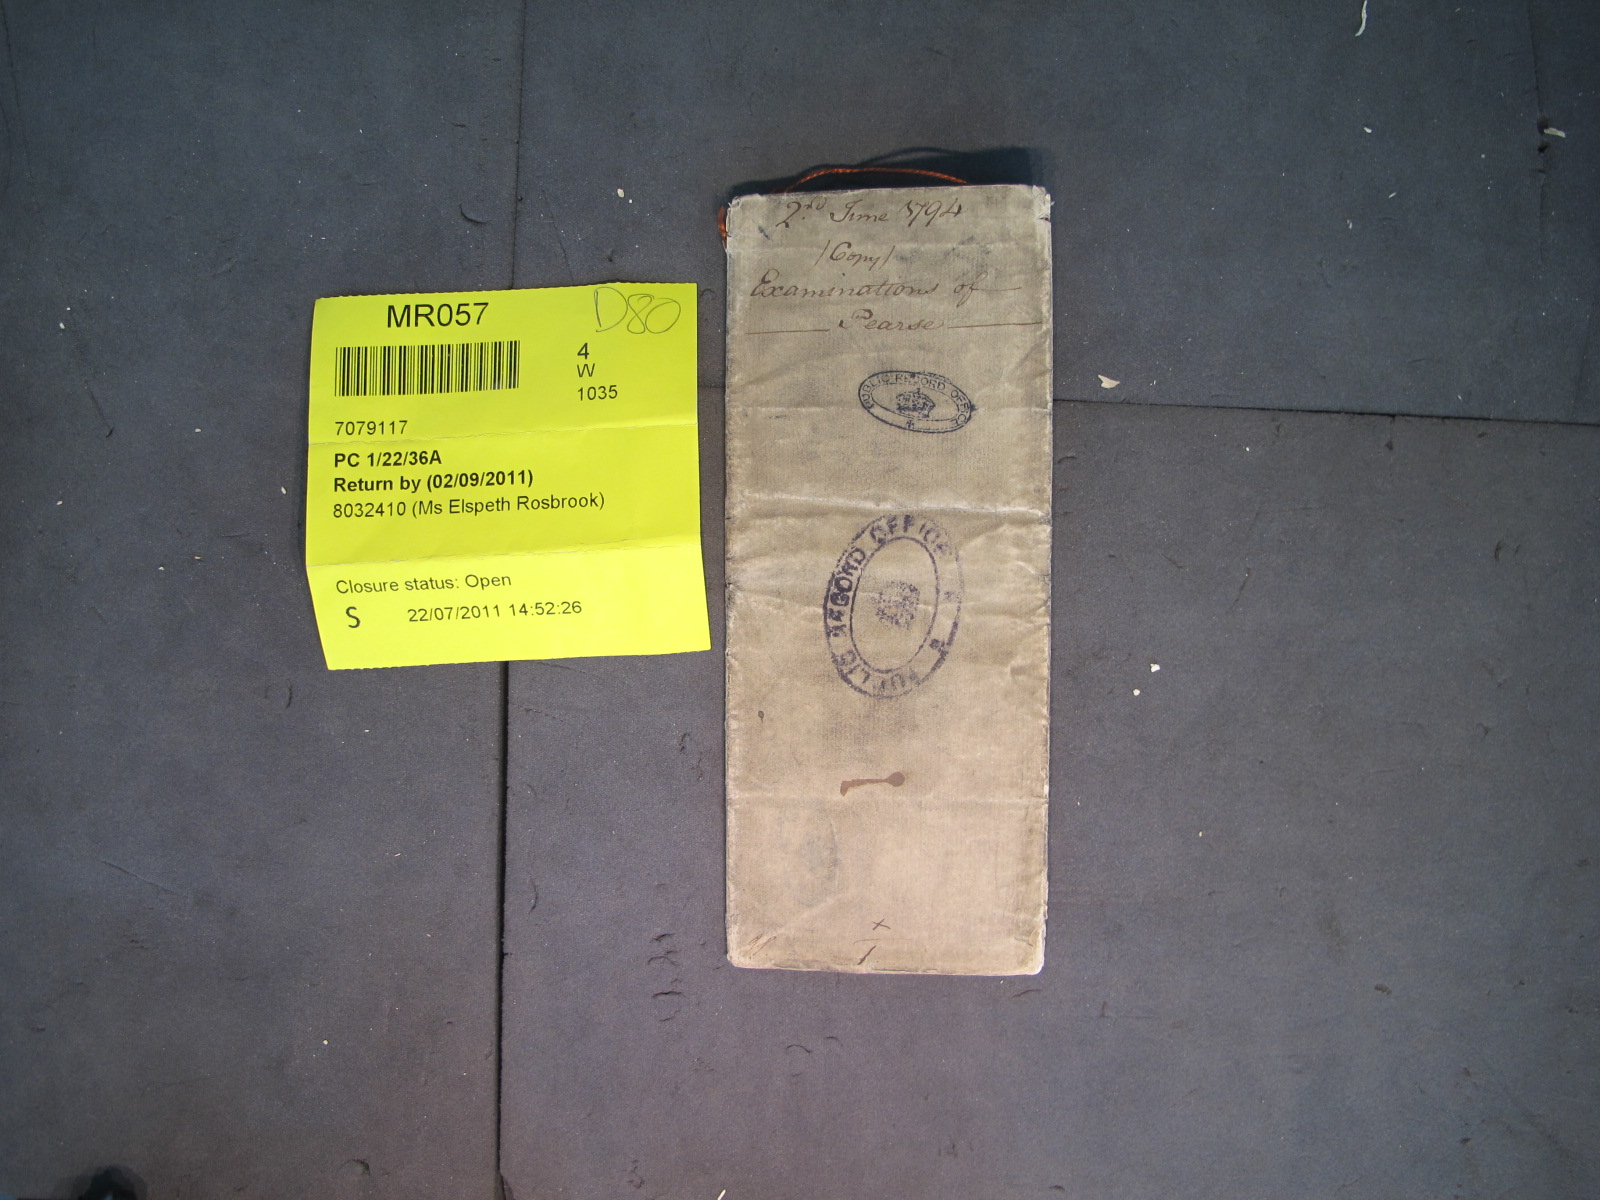 MR057
D80
4
W
1035
7079117
PC 1/22/36A
Return by (02/09/2011)
8032410 (Ms Elspeth Rosbrook)
Closure status: Open
S 22/07/2011 14:52:26
2nd June 1794
/Copy/
Examinations of
Pearse
PUBLIC RECORD OFFICE
PUBLIC RECORD OFFICE
x
1